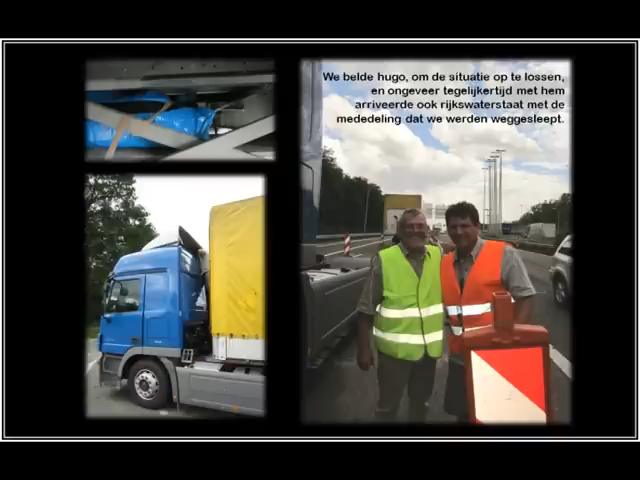 We belde hugo, om de situatie op te lossen,
en ongeveer tegelijkertijd met hem
arriveerde ook rijkswaterstaat met de
mededeling dat we werden weggesleept.